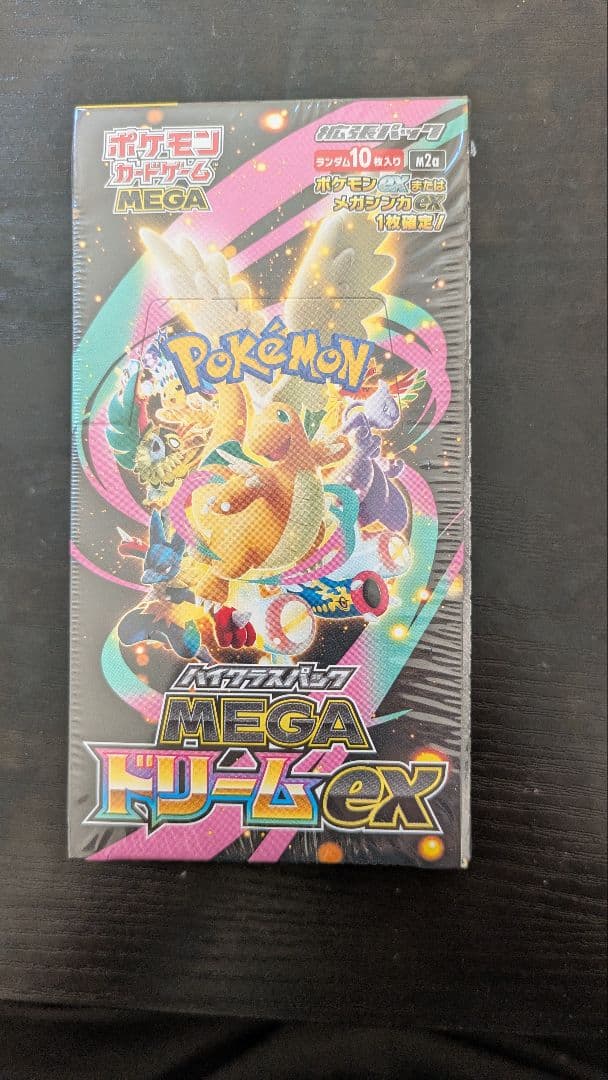 ポケモン
カードゲーム
MEGA
拡張パック
ランダム10枚入り
m2a
ポケモンexまたは
メガシンカex
1枚確定!
POKéMON
ハイクラスパック
MEGA
ドリームex